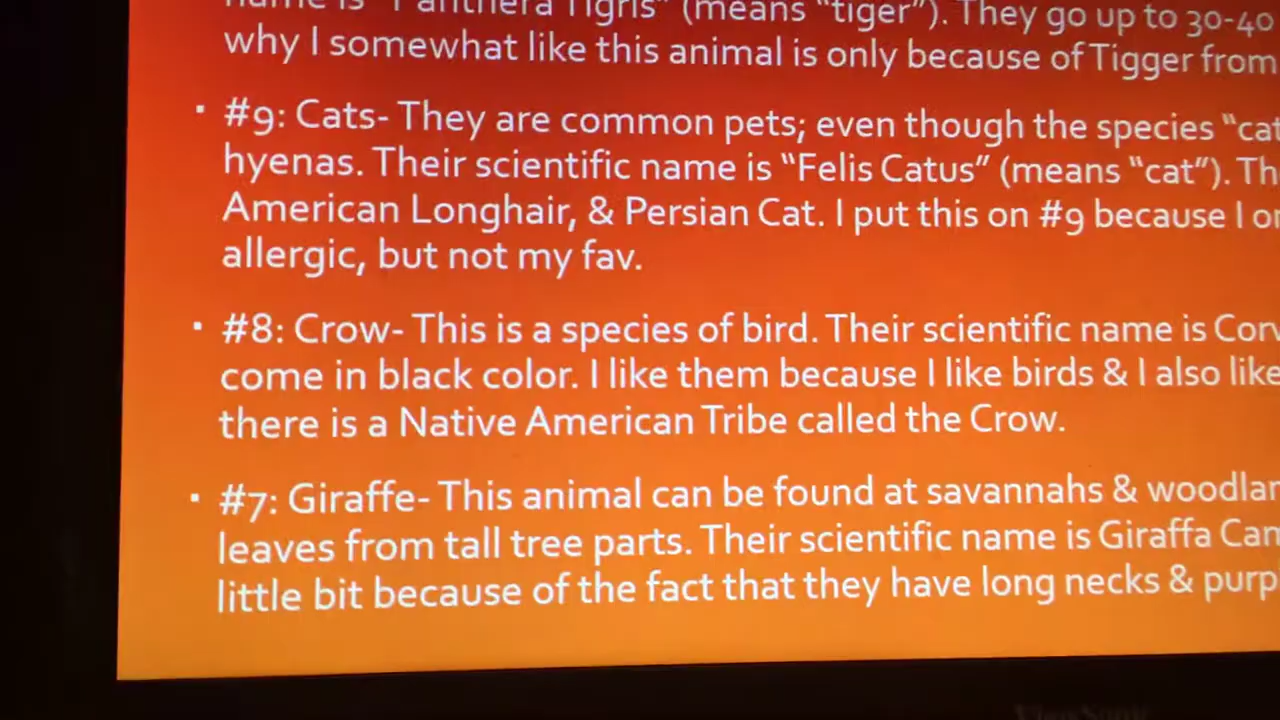 name is "Panthera Tigris" (means "tiger"). They go up to 30-40
why I somewhat like this animal is only because of Tigger from
▪ #9: Cats- They are common pets; even though the species "cat
hyenas. Their scientific name is "Felis Catus" (means "cat"). Th
American Longhair, & Persian Cat. I put this on #9 because I
allergic, but not my fav.
▪ #8: Crow- This is a species of bird. Their scientific name is
come in black color. I like them because I like birds & I also like
there is a Native American Tribe called the Crow.
▪ #7: Giraffe- This animal can be found at savannahs &
leaves from tall tree parts. Their scientific name is Giraffa
little bit because of the fact that they have long necks & purp